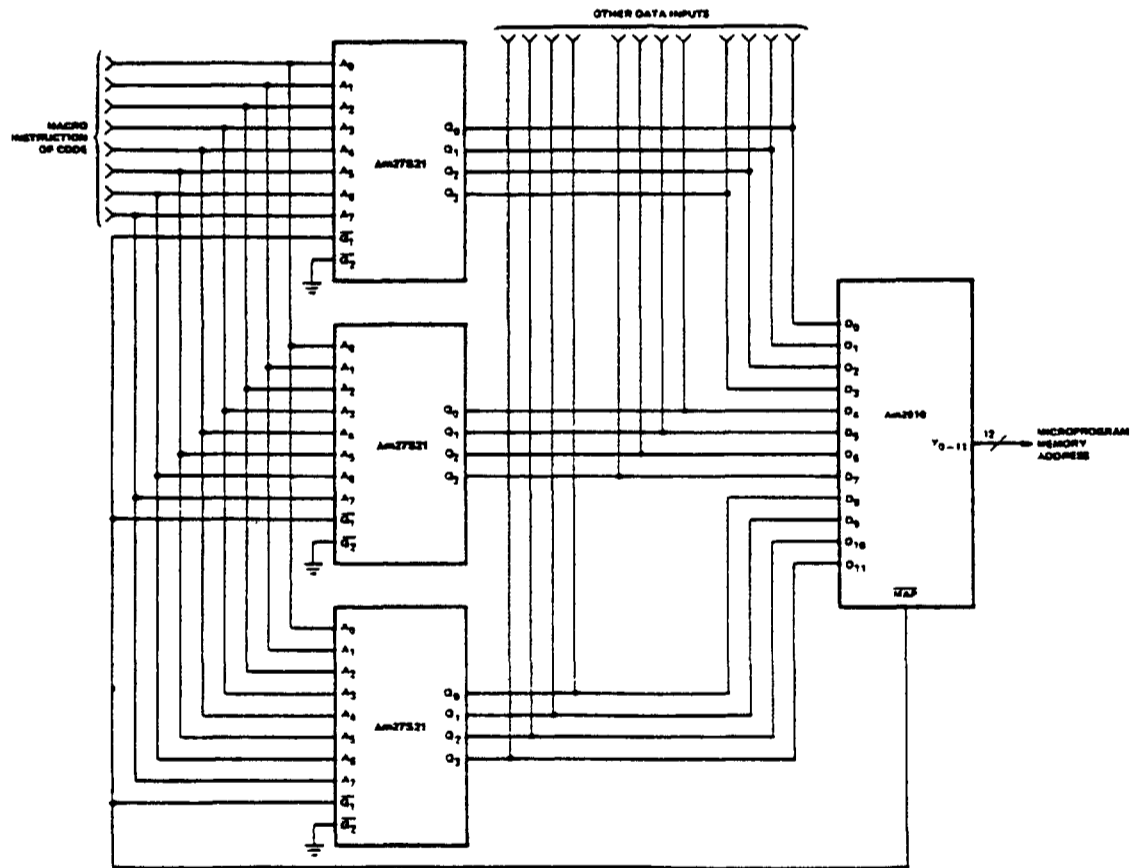 OTHER DATA INPUTS
MACRO
INSTRUCTION
OF CODE
A0
A1
A2
A3
A4
A5
A6
A7
G1
G2
Am27S21
Q0
Q1
Q2
Q3
A0
A1
A2
A3
A4
A5
A6
A7
G1
G2
Am27S21
Q0
Q1
Q2
Q3
A0
A1
A2
A3
A4
A5
A6
A7
G1
G2
Am27S21
Q0
Q1
Q2
Q3
D0
D1
D2
D3
D4
D5
D6
D7
D8
D9
D10
D11
Am2910
Y0-11
MAP
12
MICROPROGRAM
MEMORY
ADDRESS